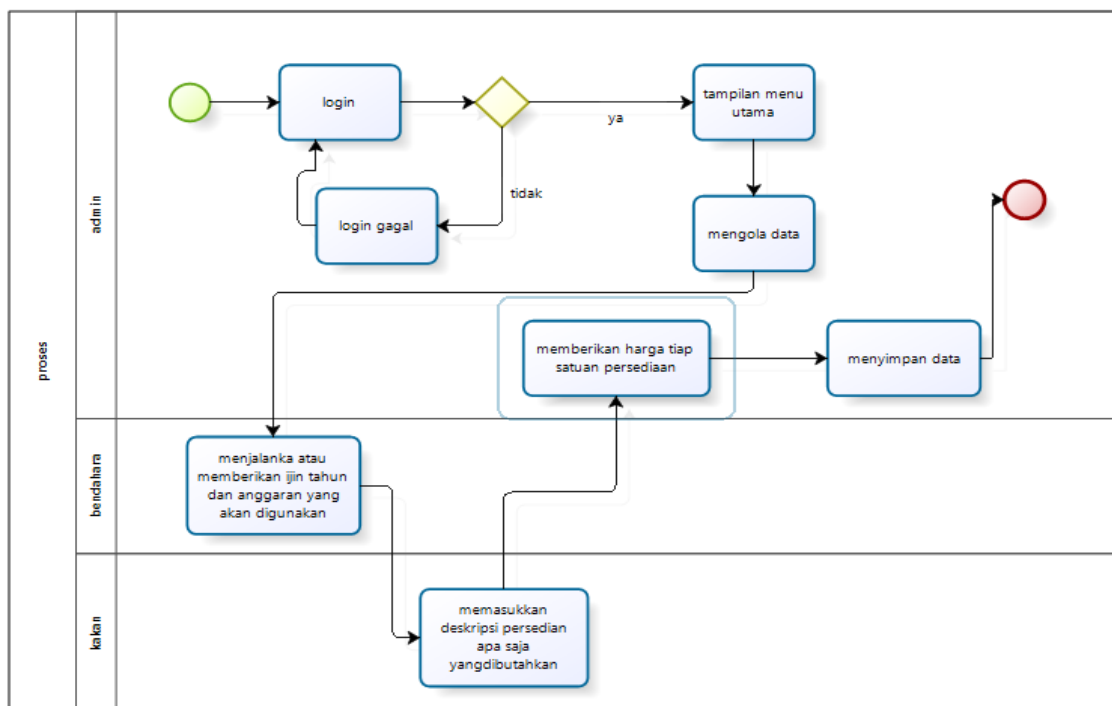 proses
admin
login
ya
tampilan menu
utama
tidak
login gagal
mengola data
memberikan harga tiap
satuan persediaan
menyimpan data
bendahara
menjalanka atau
memberikan ijin tahun
dan anggaran yang
akan digunakan
kakan
memasukkan
deskripsi persedian
apa saja
yangdibutahkan